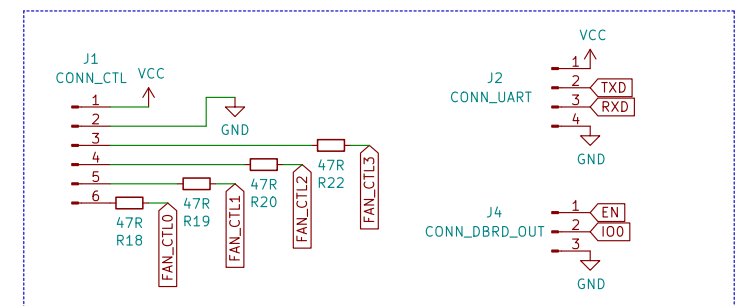 J1
CONN_CTL
VCC
1
2
GND
3
4
5
6
47R
R18
47R
R19
47R
R20
47R
R22
FAN_CTL0
FAN_CTL1
FAN_CTL2
FAN_CTL3
J2
CONN_UART
VCC
1
2
TXD
3
RXD
4
GND
J4
CONN_DBRD_OUT
1
EN
2
IO0
3
GND